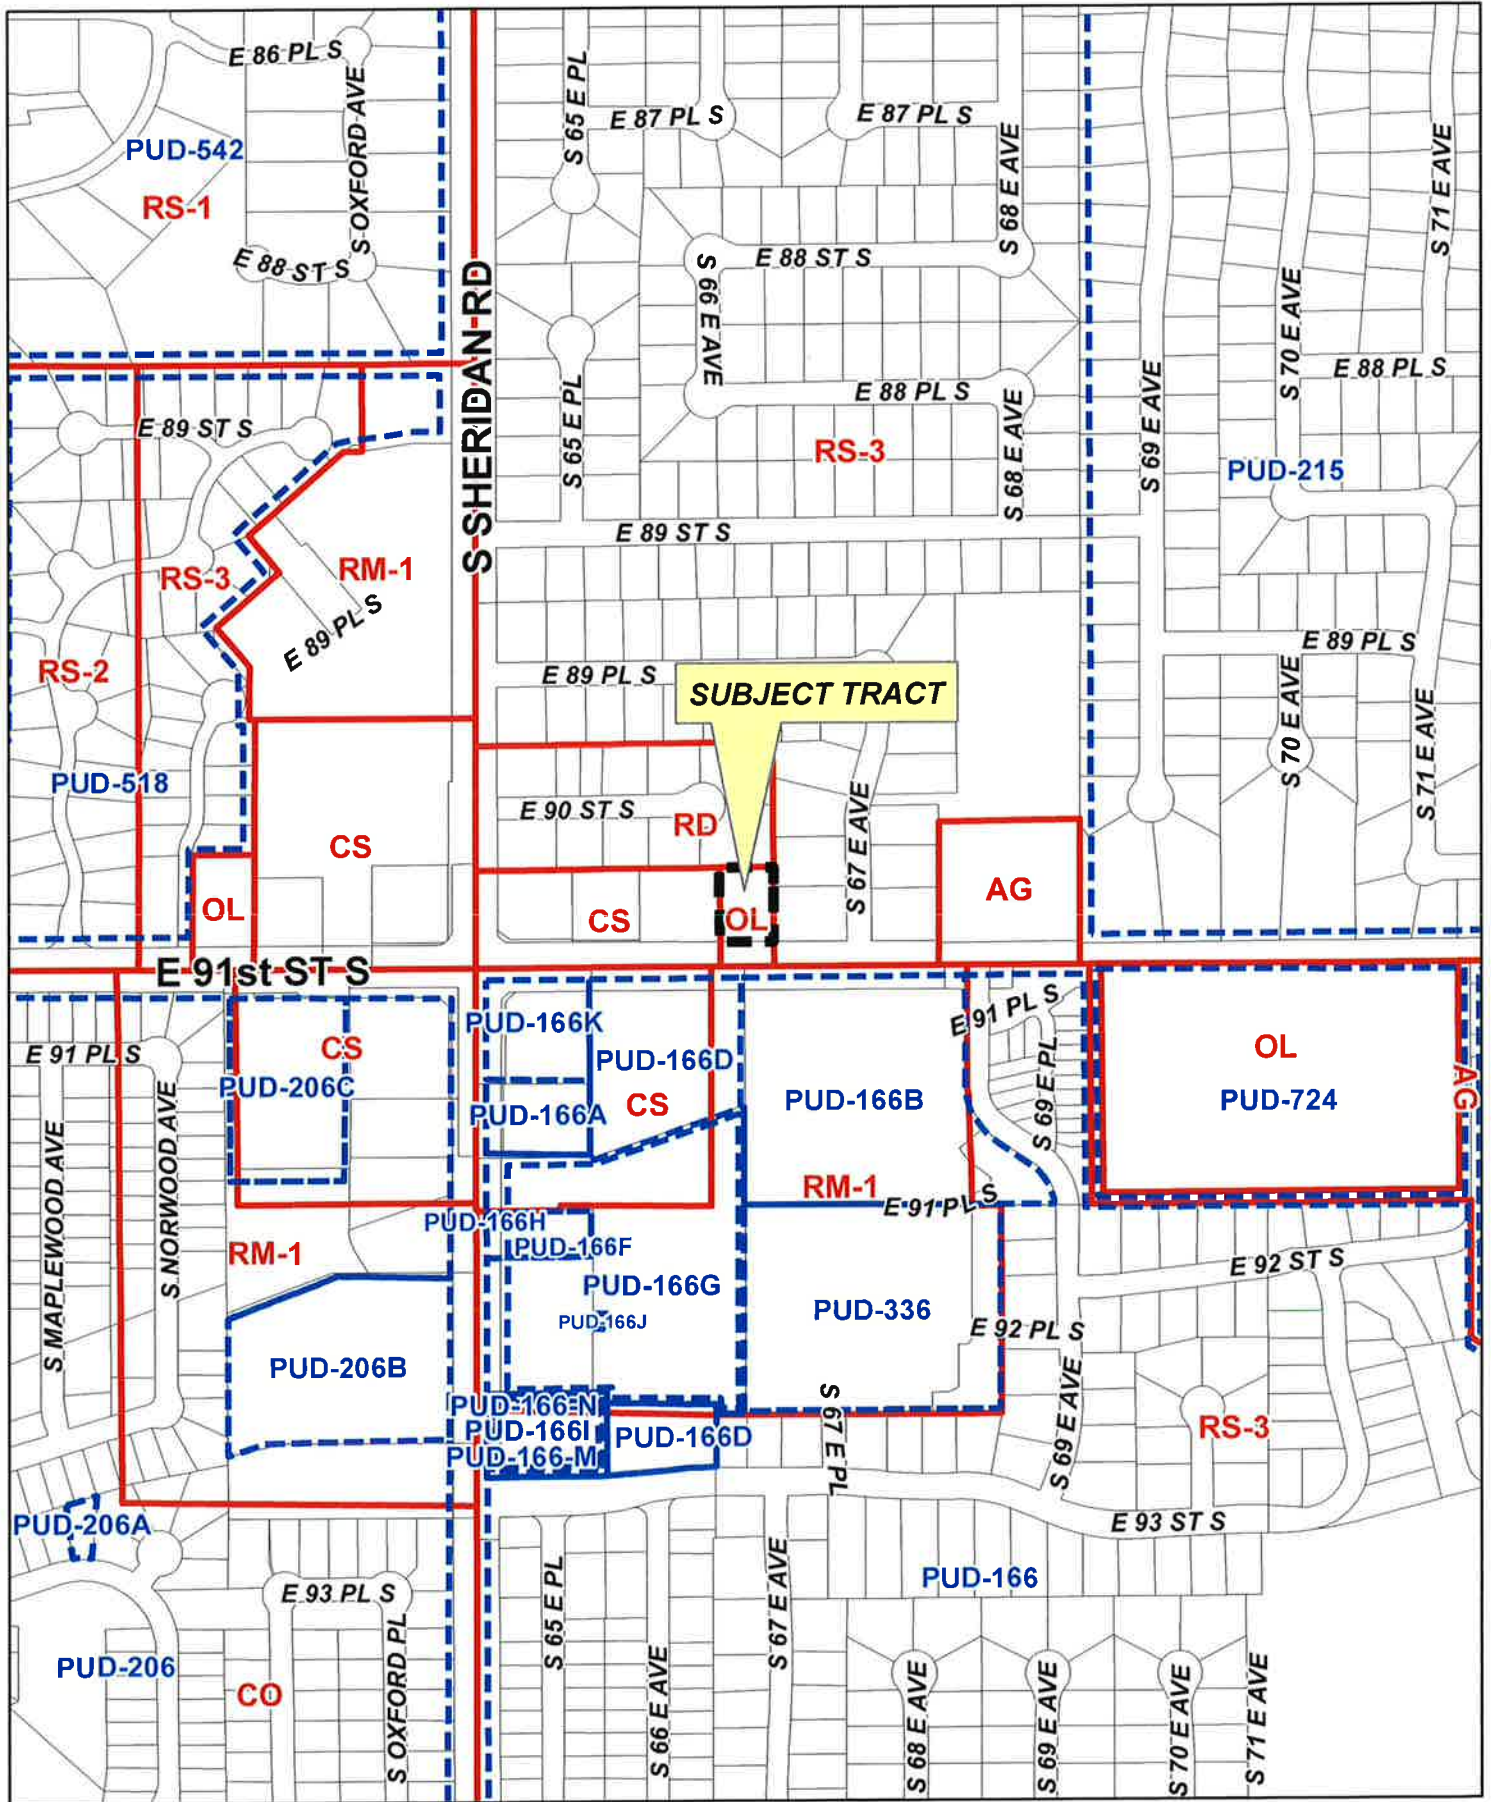 E 86 PL S
S OXFORD AVE
PUD-542
RS-1
E 88 ST S
S SHERIDAN RD
S 65 E PL
E 87 PL S
E 87 PL S
S 68 E AVE
S 71 E AVE
E 88 ST S
S 66 E AVE
S 70 E AVE
E 88 PL S
S 65 E PL
E 88 PL S
S 68 E AVE
S 69 E AVE
RS-3
PUD-215
E 89 ST S
E 89 ST S
RS-3
RM-1
E 89 PL S
RS-2
E 89 PL S
E 89 PL S
SUBJECT TRACT
S 70 E AVE
S 71 E AVE
PUD-518
E 90 ST S
RD
S 67 E AVE
CS
OL
CS
OL
AG
E 91st ST S
E 91 PL S
S NORWOOD AVE
S MAPLEWOOD AVE
CS
PUD-206C
PUD-166K
PUD-166D
CS
PUD-166A
PUD-166B
RM-1
E 91 PL S
S 69 E PL
E 91 PL S
OL
PUD-724
AG
RM-1
PUD-166H
PUD-166F
PUD-166G
PUD-166J
PUD-336
E 92 ST S
E 92 PL S
PUD-206B
PUD-166-N
PUD-166I
PUD-166-M
PUD-166D
S 67 E PL
S 69 E AVE
RS-3
PUD-206A
E 93 ST S
E 93 PL S
PUD-166
PUD-206
CO
S OXFORD PL
S 65 E PL
S 66 E AVE
S 67 E AVE
S 68 E AVE
S 69 E AVE
S 70 E AVE
S 71 E AVE